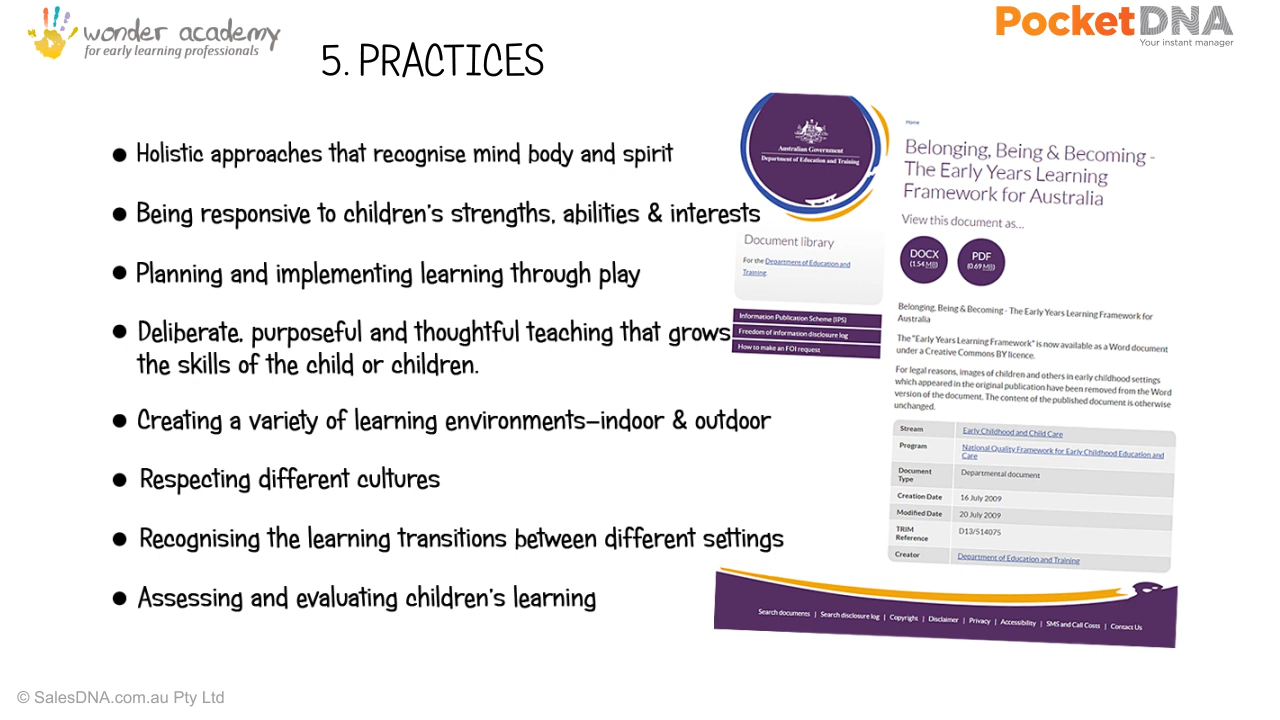 wonder academy
for early learning professionals
PocketDNA
Your instant manager
5. PRACTICES
● Holistic approaches that recognise mind body and spirit
● Being responsive to children's strengths, abilities & interests
● Planning and implementing learning through play
● Deliberate, purposeful and thoughtful teaching that grows
the skills of the child or children.
● Creating a variety of learning environments–indoor & outdoor
● Respecting different cultures
● Recognising the learning transitions between different settings
● Assessing and evaluating children's learning
Australian Government
Department of Education and Training
Document library
For the Department of Education and
Training.
Information Publication Scheme (IPS)
Freedom of information disclosure log
How to make an FOI request
Home
Belonging, Being & Becoming -
The Early Years Learning
Framework for Australia
View this document as...
DOCX
(1.54 MB)
PDF
(0.69 MB)
Belonging, Being & Becoming - The Early Years Learning Framework for
Australia
The "Early Years Learning Framework" is now available as a Word document
under a Creative Commons BY licence.
For legal reasons, images of children and others in early childhood settings
which appeared in the original publication have been removed from the Word
version of the document. The content of the published document is otherwise
unchanged.
Stream Early Childhood and Child Care
Program National Quality Framework for Early Childhood Education and
Care
Document Departmental document
Type
Creation Date 16 July 2009
Modified Date 20 July 2009
TRIM D13/514075
Reference
Creator Department of Education and Training
Search documents | Search disclosure log | Copyright | Disclaimer | Privacy | Accessibility | SMS and Call Costs | Contact Us
© SalesDNA.com.au Pty Ltd